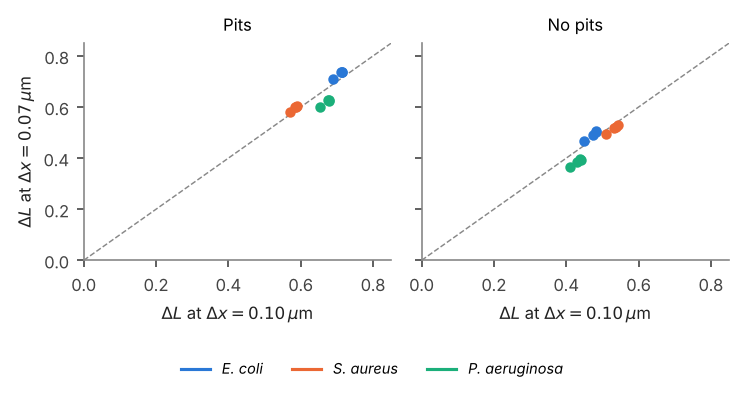 Pits
No pits
ΔL at Δx = 0.07 μm
0.8
0.6
0.4
0.2
0.0
0.0 0.2 0.4 0.6 0.8
0.0 0.2 0.4 0.6 0.8
ΔL at Δx = 0.10 μm
ΔL at Δx = 0.10 μm
E. coli
S. aureus
P. aeruginosa